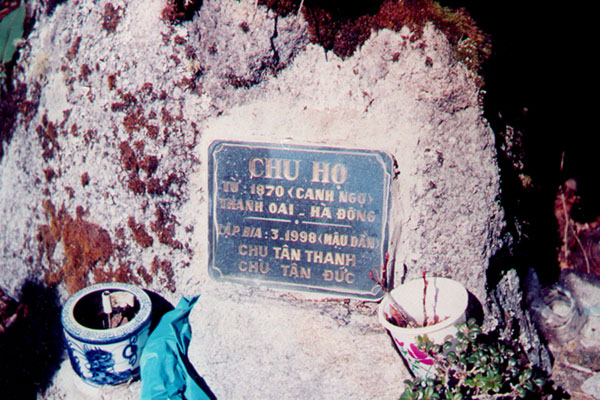 CHU HỌ
TỪ : 1870 (CANH NGỌ)
THANH OAI - HÀ ĐÔNG
LẬP BIA : 3-1998 (MẬU DẦN)
CHU TÂN THANH
CHU TÂN ĐỨC